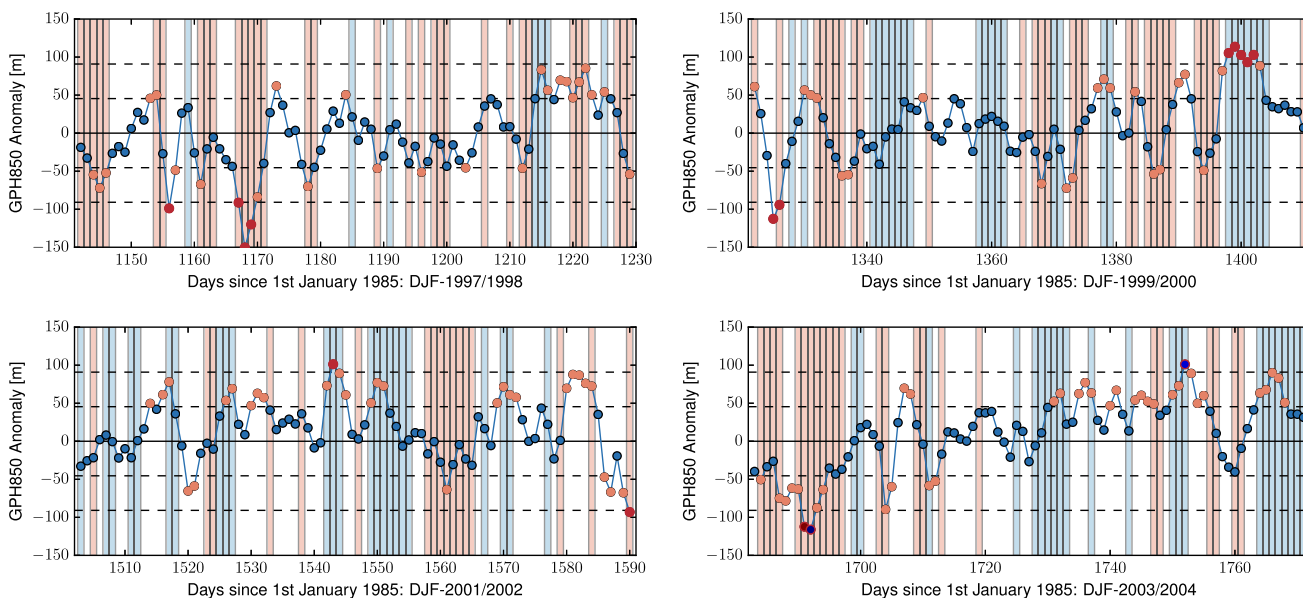 150
100
50
0
−50
−100
−150
GPH850 Anomaly [m]
1150 1160 1170 1180 1190 1200 1210 1220 1230
Days since 1st January 1985: DJF-1997/1998
150
100
50
0
−50
−100
−150
GPH850 Anomaly [m]
1340 1360 1380 1400
Days since 1st January 1985: DJF-1999/2000
150
100
50
0
−50
−100
−150
GPH850 Anomaly [m]
1510 1520 1530 1540 1550 1560 1570 1580 1590
Days since 1st January 1985: DJF-2001/2002
150
100
50
0
−50
−100
−150
GPH850 Anomaly [m]
1700 1720 1740 1760
Days since 1st January 1985: DJF-2003/2004